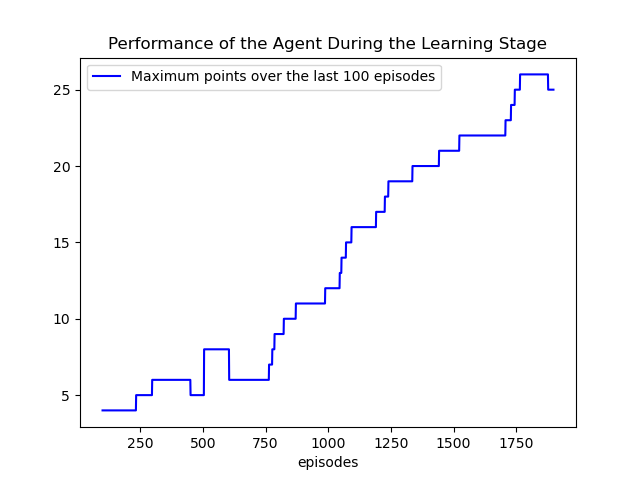 Performance of the Agent During the Learning Stage
Maximum points over the last 100 episodes
25
20
15
10
5
250 500 750 1000 1250 1500 1750
episodes